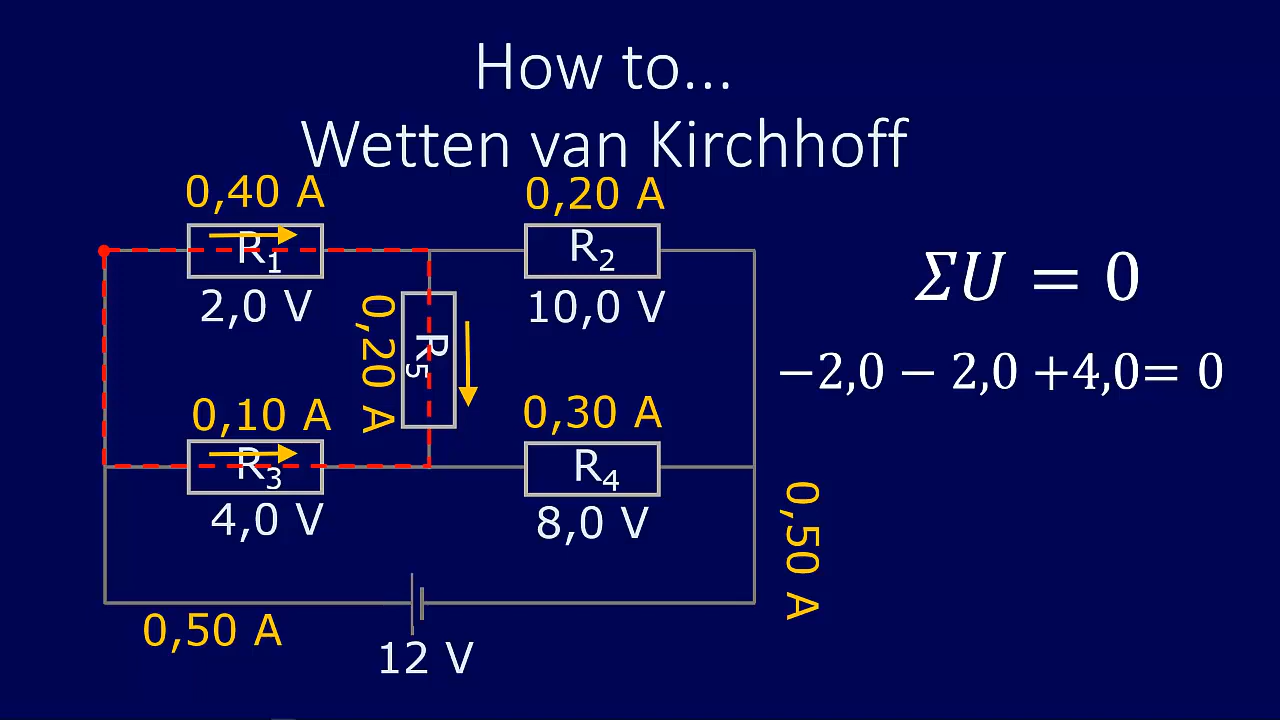 How to...
Wetten van Kirchhoff
0,40 A
0,20 A
R1
R2
2,0 V
10,0 V
ΣU = 0
0,20 A
R5
−2,0 − 2,0 +4,0= 0
0,10 A
0,30 A
R3
R4
4,0 V
8,0 V
0,50 A
0,50 A
12 V